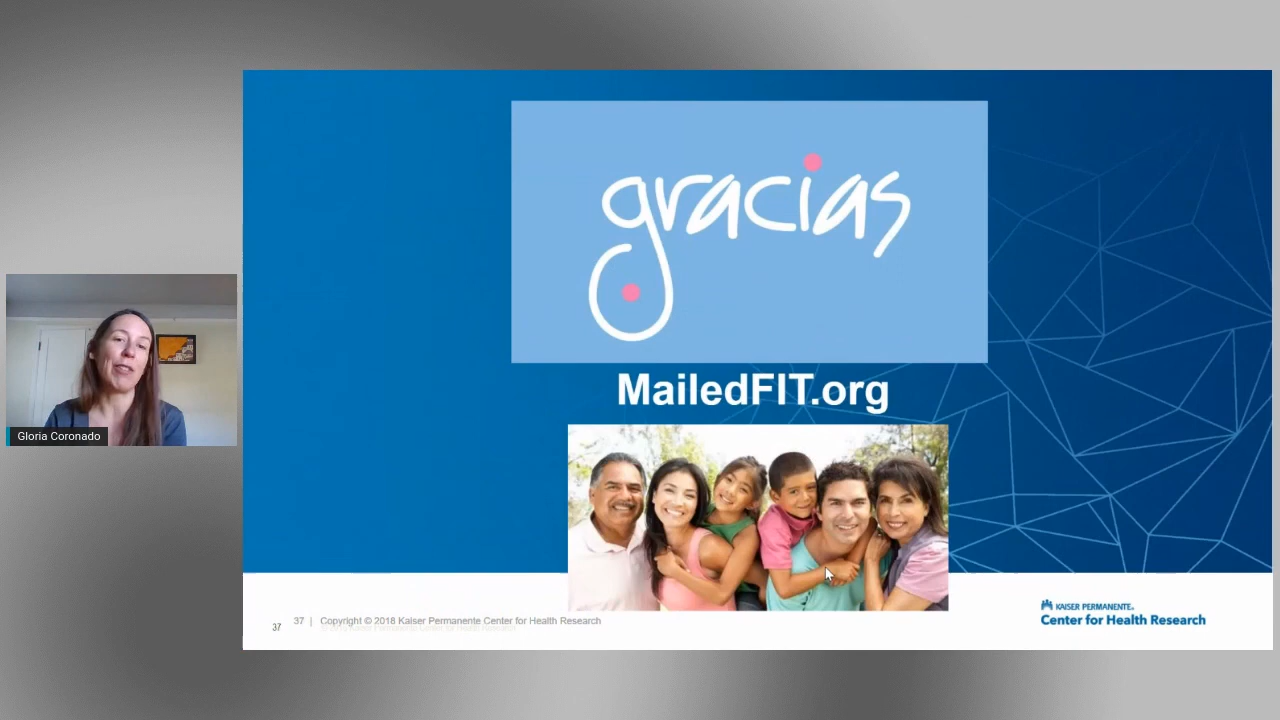 gracias
MailedFIT.org
Gloria Coronado
37 | Copyright © 2018 Kaiser Permanente Center for Health Research
37
KAISER PERMANENTE®
Center for Health Research